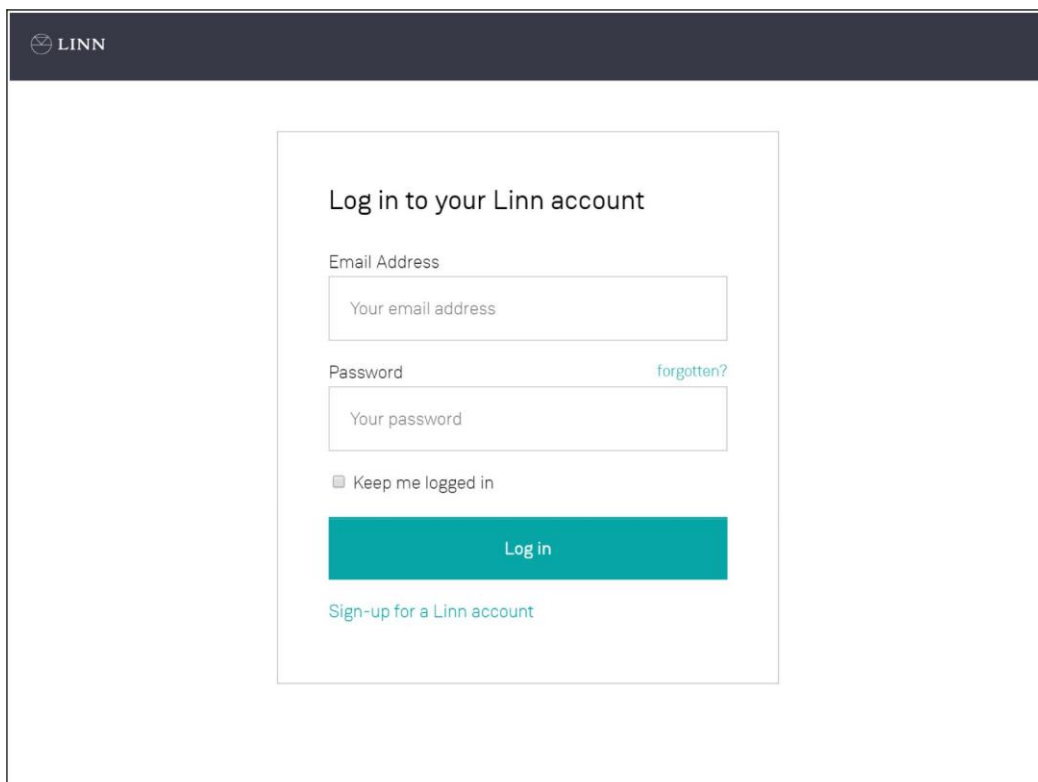 LINN
Log in to your Linn account
Email Address
Your email address
Password forgotten?
Your password
Keep me logged in
Log in
Sign-up for a Linn account